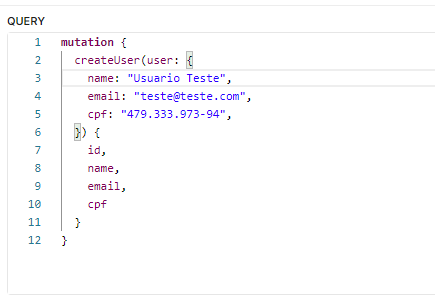 QUERY
1 mutation {
2 createUser(user: {
3 name: "Usuario Teste",
4 email: "teste@teste.com",
5 cpf: "479.333.973-94",
6 }) {
7 id,
8 name,
9 email,
10 cpf
11 }
12 }